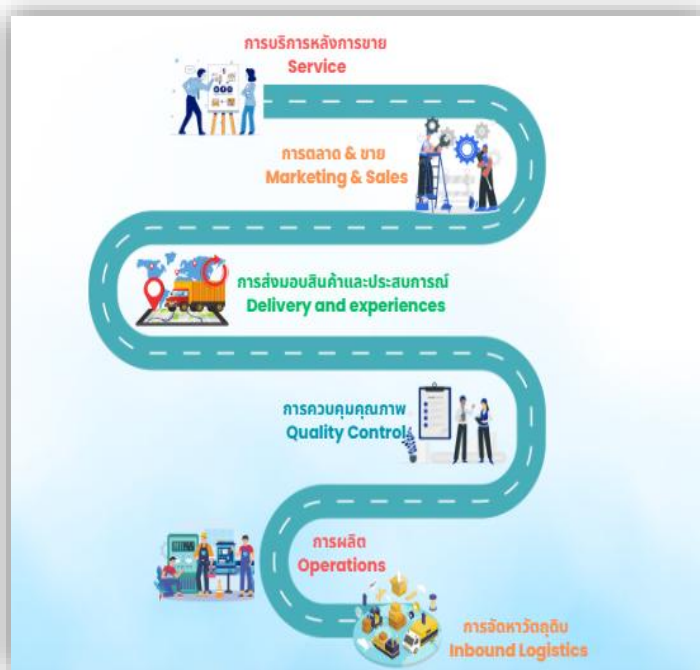 การบริการหลังการขาย
Service
การตลาด & ขาย
Marketing & Sales
การส่งมอบสินค้าและประสบการณ์
Delivery and experiences
การควบคุมคุณภาพ
Quality Control
การผลิต
Operations
การจัดหาวัตถุดิบ
Inbound Logistics